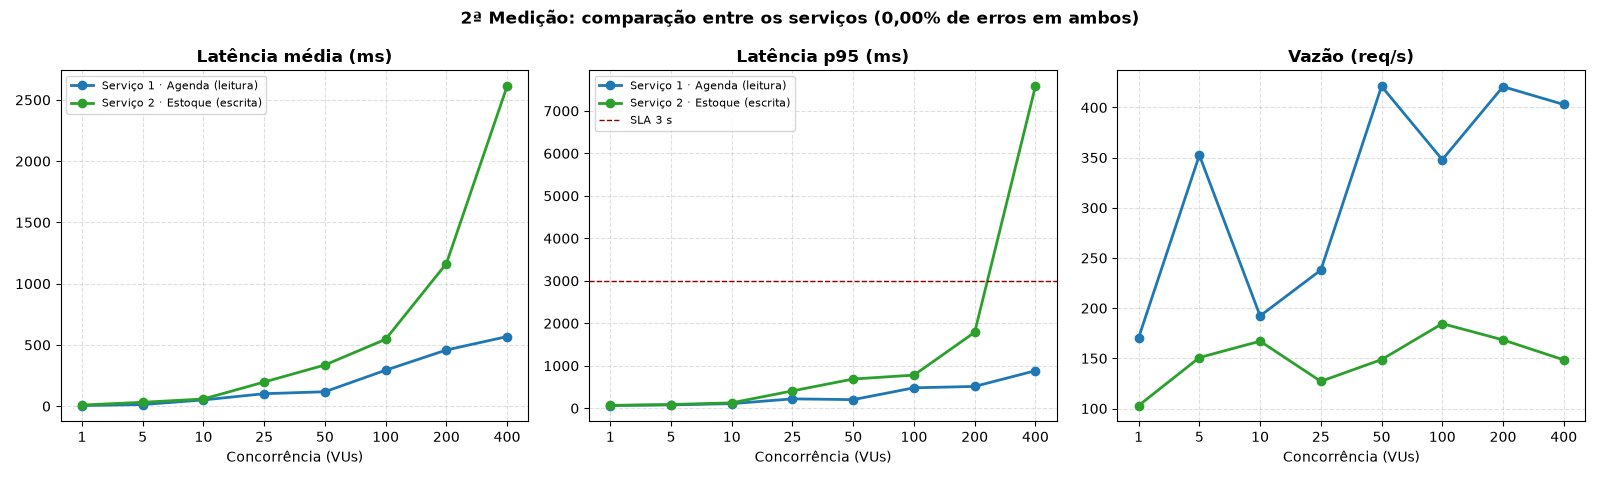 2ª Medição: comparação entre os serviços (0,00% de erros em ambos)
Latência média (ms)
Serviço 1 · Agenda (leitura)
Serviço 2 · Estoque (escrita)
2500
2000
1500
1000
500
0
1 5 10 25 50 100 200 400
Concorrência (VUs)
Latência p95 (ms)
Serviço 1 · Agenda (leitura)
Serviço 2 · Estoque (escrita)
SLA 3 s
7000
6000
5000
4000
3000
2000
1000
0
1 5 10 25 50 100 200 400
Concorrência (VUs)
Vazão (req/s)
400
350
300
250
200
150
100
1 5 10 25 50 100 200 400
Concorrência (VUs)